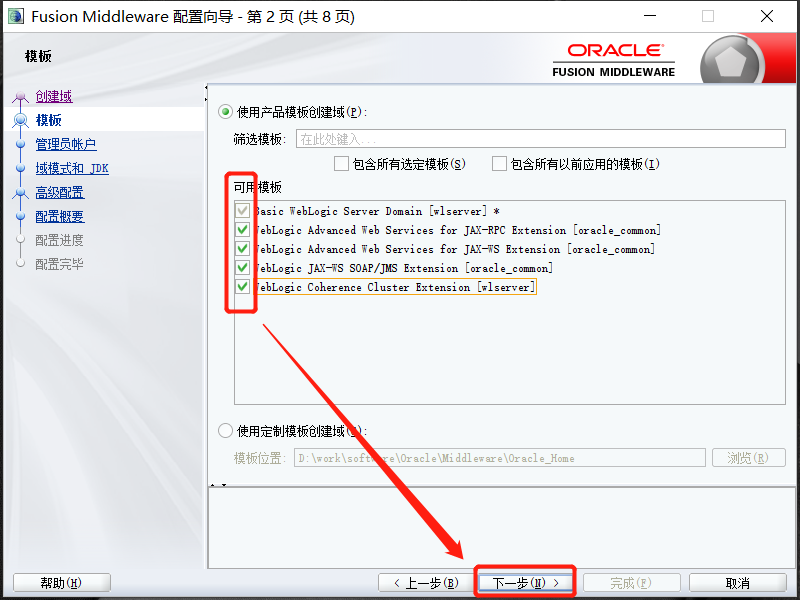 Fusion Middleware 配置向导 - 第 2 页 (共 8 页)
模板
ORACLE
FUSION MIDDLEWARE
创建域
模板
管理员帐户
域模式和 JDK
高级配置
配置概要
配置进度
配置完毕
使用产品模板创建域(P):
筛选模板: 在此处键入...
包含所有选定模板(S) 包含所有以前应用的模板(I)
可用模板
Basic WebLogic Server Domain [wlserver] *
WebLogic Advanced Web Services for JAX-RPC Extension [oracle_common]
WebLogic Advanced Web Services for JAX-WS Extension [oracle_common]
WebLogic JAX-WS SOAP/JMS Extension [oracle_common]
WebLogic Coherence Cluster Extension [wlserver]
使用定制模板创建域
模板位置: D:\work\software\Oracle\Middleware\Oracle_Home 浏览(R)
帮助(H) < 上一步(B) 下一步(N) > 完成(F) 取消